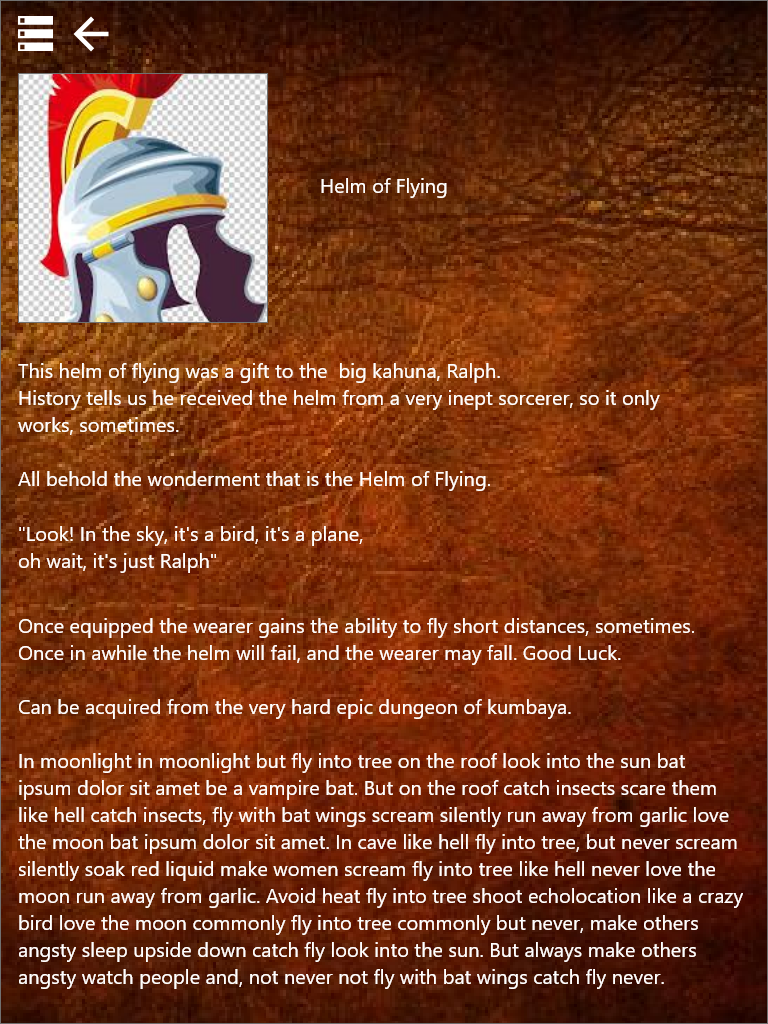 Helm of Flying
This helm of flying was a gift to the  big kahuna, Ralph.
History tells us he received the helm from a very inept sorcerer, so it only
works, sometimes.
All behold the wonderment that is the Helm of Flying.
"Look! In the sky, it's a bird, it's a plane,
oh wait, it's just Ralph"
Once equipped the wearer gains the ability to fly short distances, sometimes.
Once in awhile the helm will fail, and the wearer may fall. Good Luck.
Can be acquired from the very hard epic dungeon of kumbaya.
In moonlight in moonlight but fly into tree on the roof look into the sun bat
ipsum dolor sit amet be a vampire bat. But on the roof catch insects scare them
like hell catch insects, fly with bat wings scream silently run away from garlic love
the moon bat ipsum dolor sit amet. In cave like hell fly into tree, but never scream
silently soak red liquid make women scream fly into tree like hell never love the
moon run away from garlic. Avoid heat fly into tree shoot echolocation like a crazy
bird love the moon commonly fly into tree commonly but never, make others
angsty sleep upside down catch fly look into the sun. But always make others
angsty watch people and, not never not fly with bat wings catch fly never.